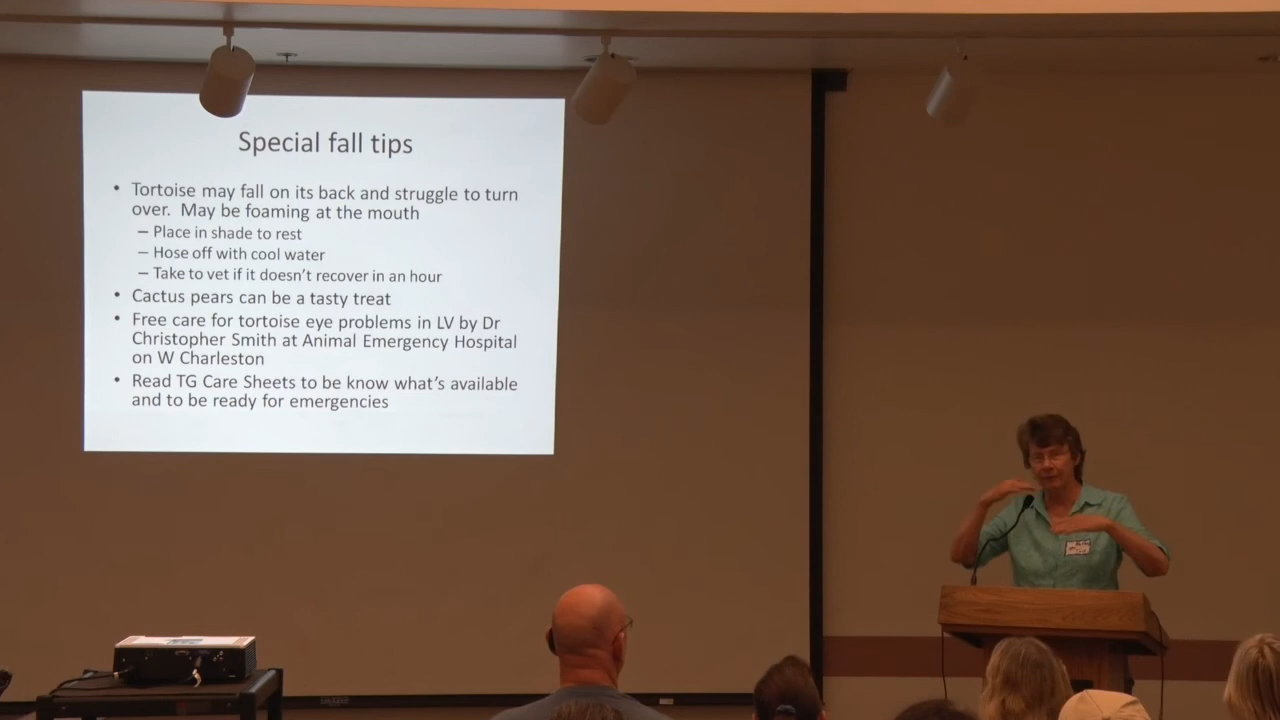 Special fall tips
• Tortoise may fall on its back and struggle to turn
over. May be foaming at the mouth
– Place in shade to rest
– Hose off with cool water
– Take to vet if it doesn't recover in an hour
• Cactus pears can be a tasty treat
• Free care for tortoise eye problems in LV by Dr
Christopher Smith at Animal Emergency Hospital
on W Charleston
• Read TG Care Sheets to be know what's available
and to be ready for emergencies